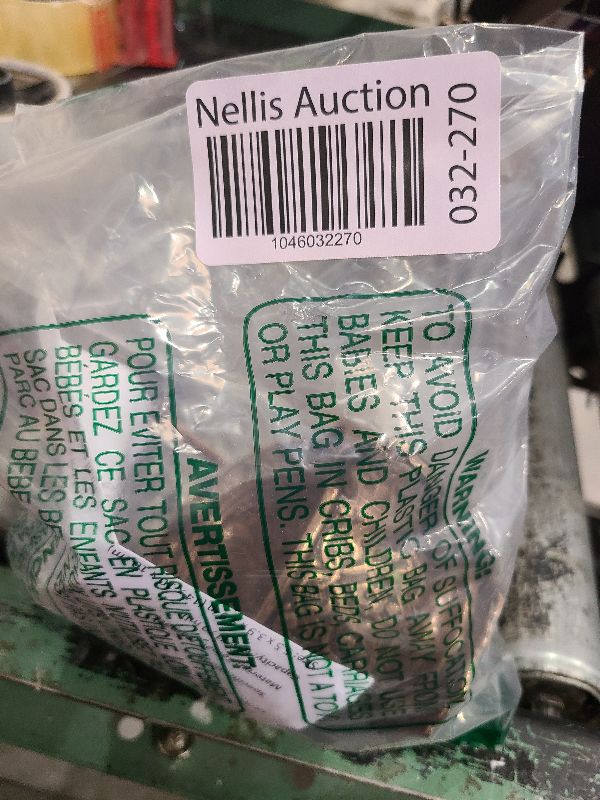 Nellis Auction
032-270
1046032270
WARNING:
TO AVOID DANGER OF SUFFOCATION
KEEP THIS PLASTIC BAG AWAY FROM
BABIES AND CHILDREN. DO NOT USE
THIS BAG IN CRIBS, BEDS, CARRIAGES
OR PLAY PENS. THIS BAG IS NOT A TOY
AVERTISSEMENT:
POUR EVITER TOUT RISQUE DE
GARDEZ CE SAC EN PLASTIQUE
BEBES ET LES ENFANTS
SAC DANS LES
PARC AU BEBE